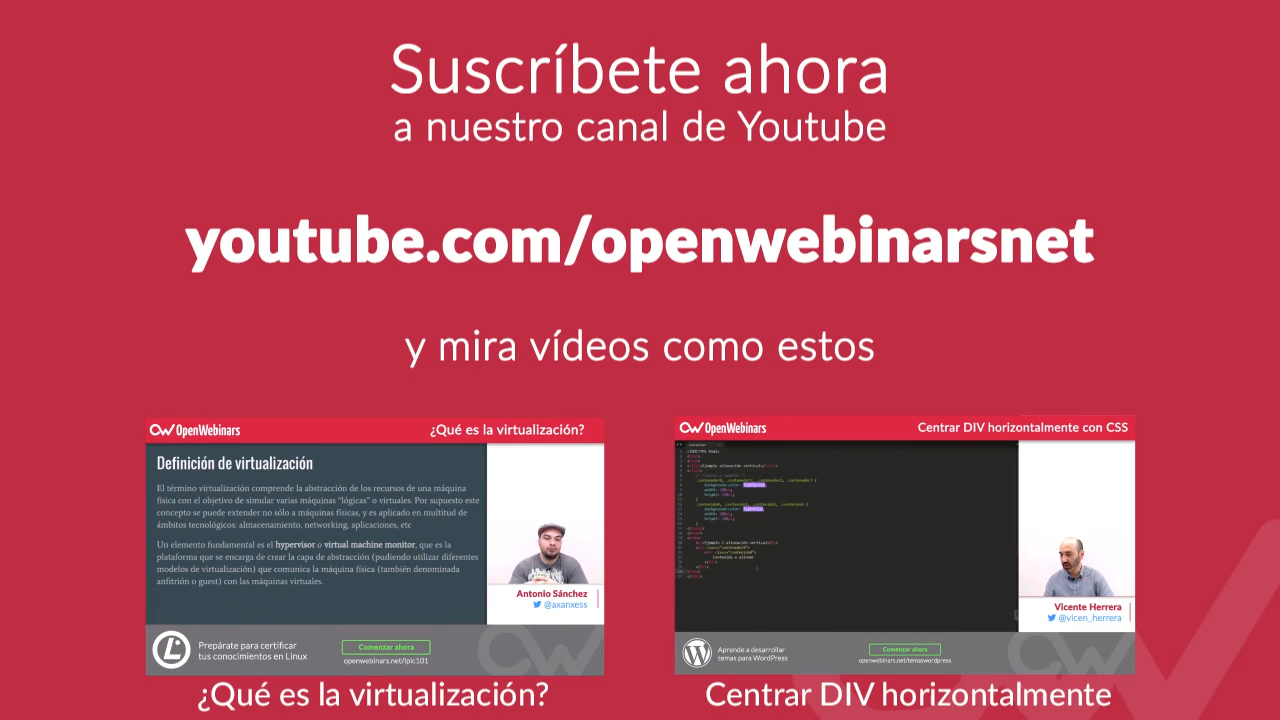 Suscríbete ahora
a nuestro canal de Youtube
youtube.com/openwebinarsnet
y mira vídeos como estos
OpenWebinars
¿Qué es la virtualización?
Definición de virtualización
El término virtualización comprende la abstracción de los recursos de una máquina
física con el objetivo de simular varias máquinas "lógicas" o virtuales. Por supuesto este
concepto se puede extender no sólo a máquinas físicas, y es aplicado en multitud de
ámbitos tecnológicos: almacenamiento, networking, aplicaciones, etc
Un elemento fundamental es el hypervisor o virtual machine monitor, que es la
plataforma que se encarga de crear la capa de abstracción (pudiendo utilizar diferentes
modelos de virtualización) que comunica la máquina física (también denominada
anfitrión o guest) con las máquinas virtuales.
Antonio Sánchez
@axanxess
Prepárate para certificar
tus conocimientos en Linux
Comenzar ahora
openwebinars.net/lpic101
¿Qué es la virtualización?
OpenWebinars
Centrar DIV horizontalmente con CSS
Vicente Herrera
@vicen_herrera
Aprende a desarrollar
temas para WordPress
Comenzar ahora
openwebinars.net/temaswordpress
Centrar DIV horizontalmente